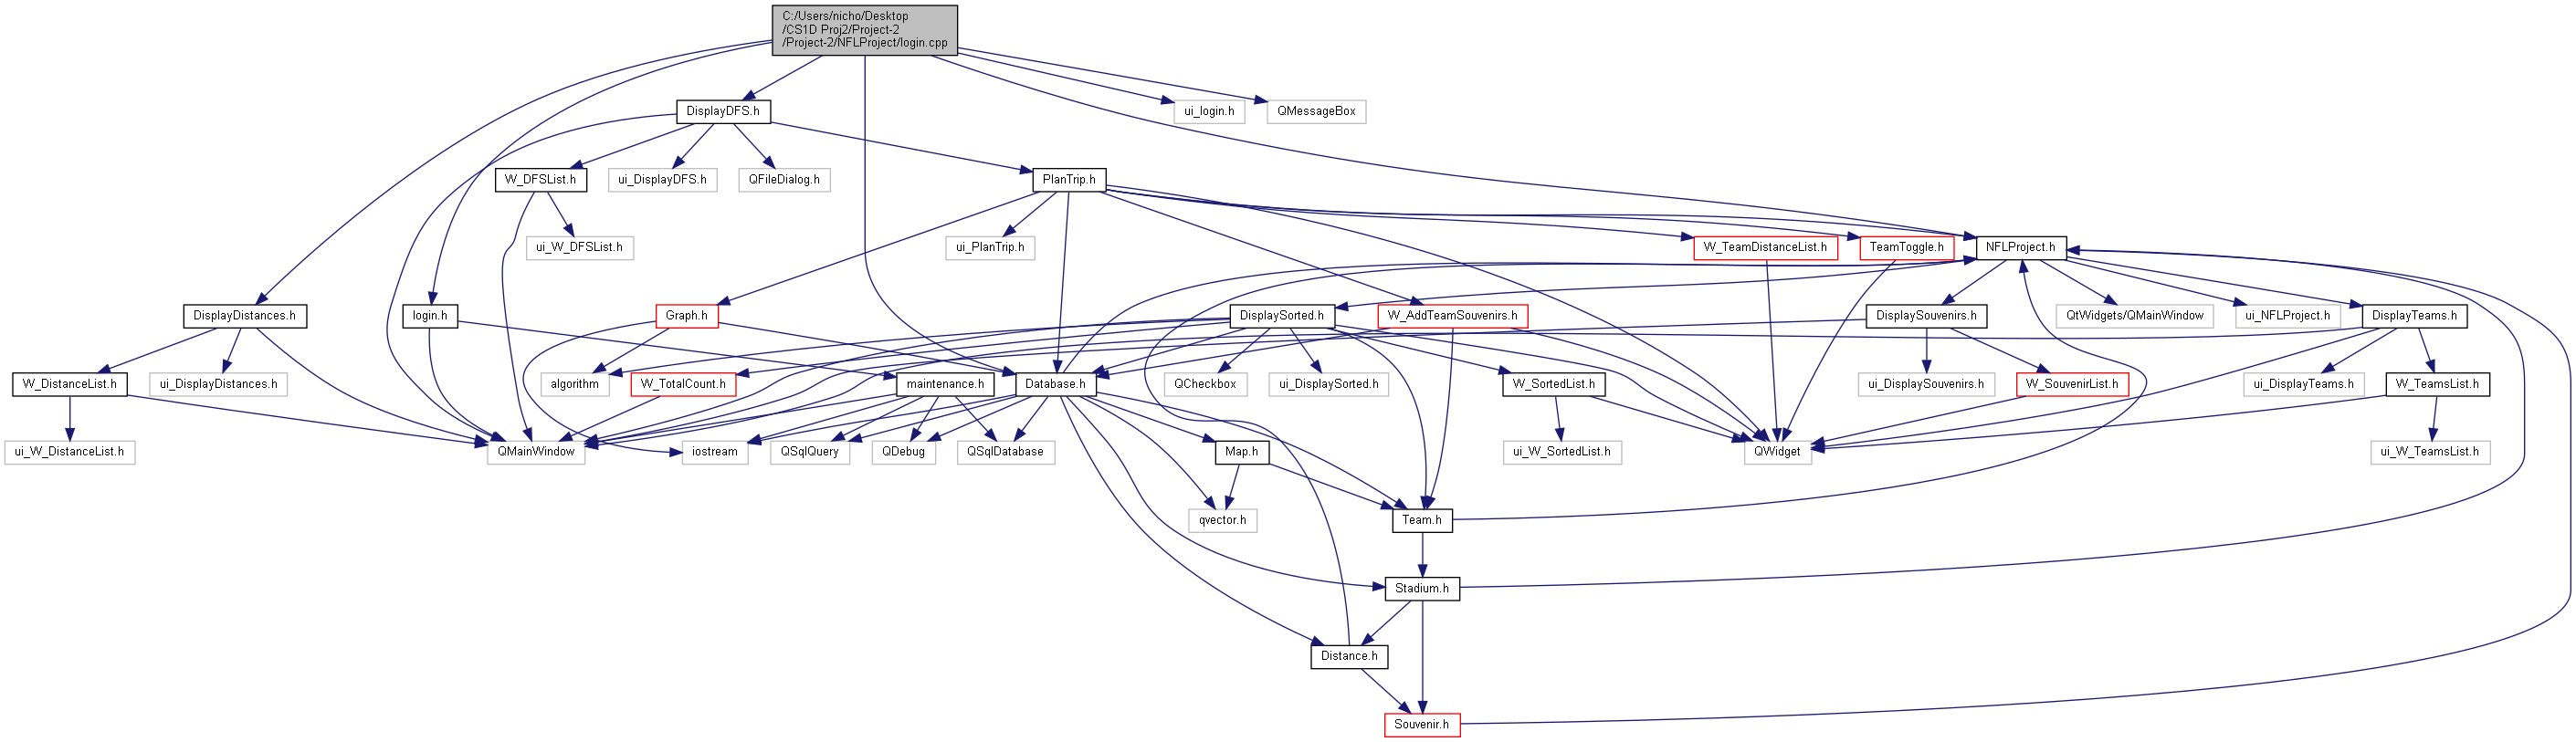 C:/Users/nicho/Desktop
/CS1D Proj2/Project-2
/Project-2/NFLProject/login.cpp
DisplayDFS.h
ui_login.h
QMessageBox
W_DFSList.h
ui_DisplayDFS.h
QFileDialog.h
PlanTrip.h
ui_W_DFSList.h
ui_PlanTrip.h
W_TeamDistanceList.h
TeamToggle.h
NFLProject.h
DisplayDistances.h
login.h
Graph.h
DisplaySorted.h
W_AddTeamSouvenirs.h
DisplaySouvenirs.h
QtWidgets/QMainWindow
ui_NFLProject.h
DisplayTeams.h
W_DistanceList.h
ui_DisplayDistances.h
algorithm
W_TotalCount.h
maintenance.h
Database.h
QCheckbox
ui_DisplaySorted.h
W_SortedList.h
ui_DisplaySouvenirs.h
W_SouvenirList.h
ui_DisplayTeams.h
W_TeamsList.h
ui_W_DistanceList.h
QMainWindow
iostream
QSqlQuery
QDebug
QSqlDatabase
Map.h
ui_W_SortedList.h
QWidget
ui_W_TeamsList.h
qvector.h
Team.h
Stadium.h
Distance.h
Souvenir.h